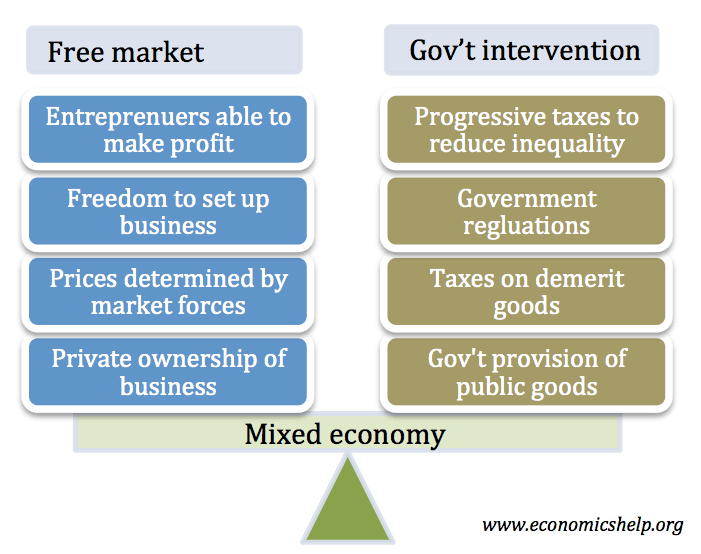 Free market
Entreprenuers able to
make profit
Freedom to set up
business
Prices determined by
market forces
Private ownership of
business
Gov’t intervention
Progressive taxes to
reduce inequality
Government
regluations
Taxes on demerit
goods
Gov't provision of
public goods
Mixed economy
www.economicshelp.org